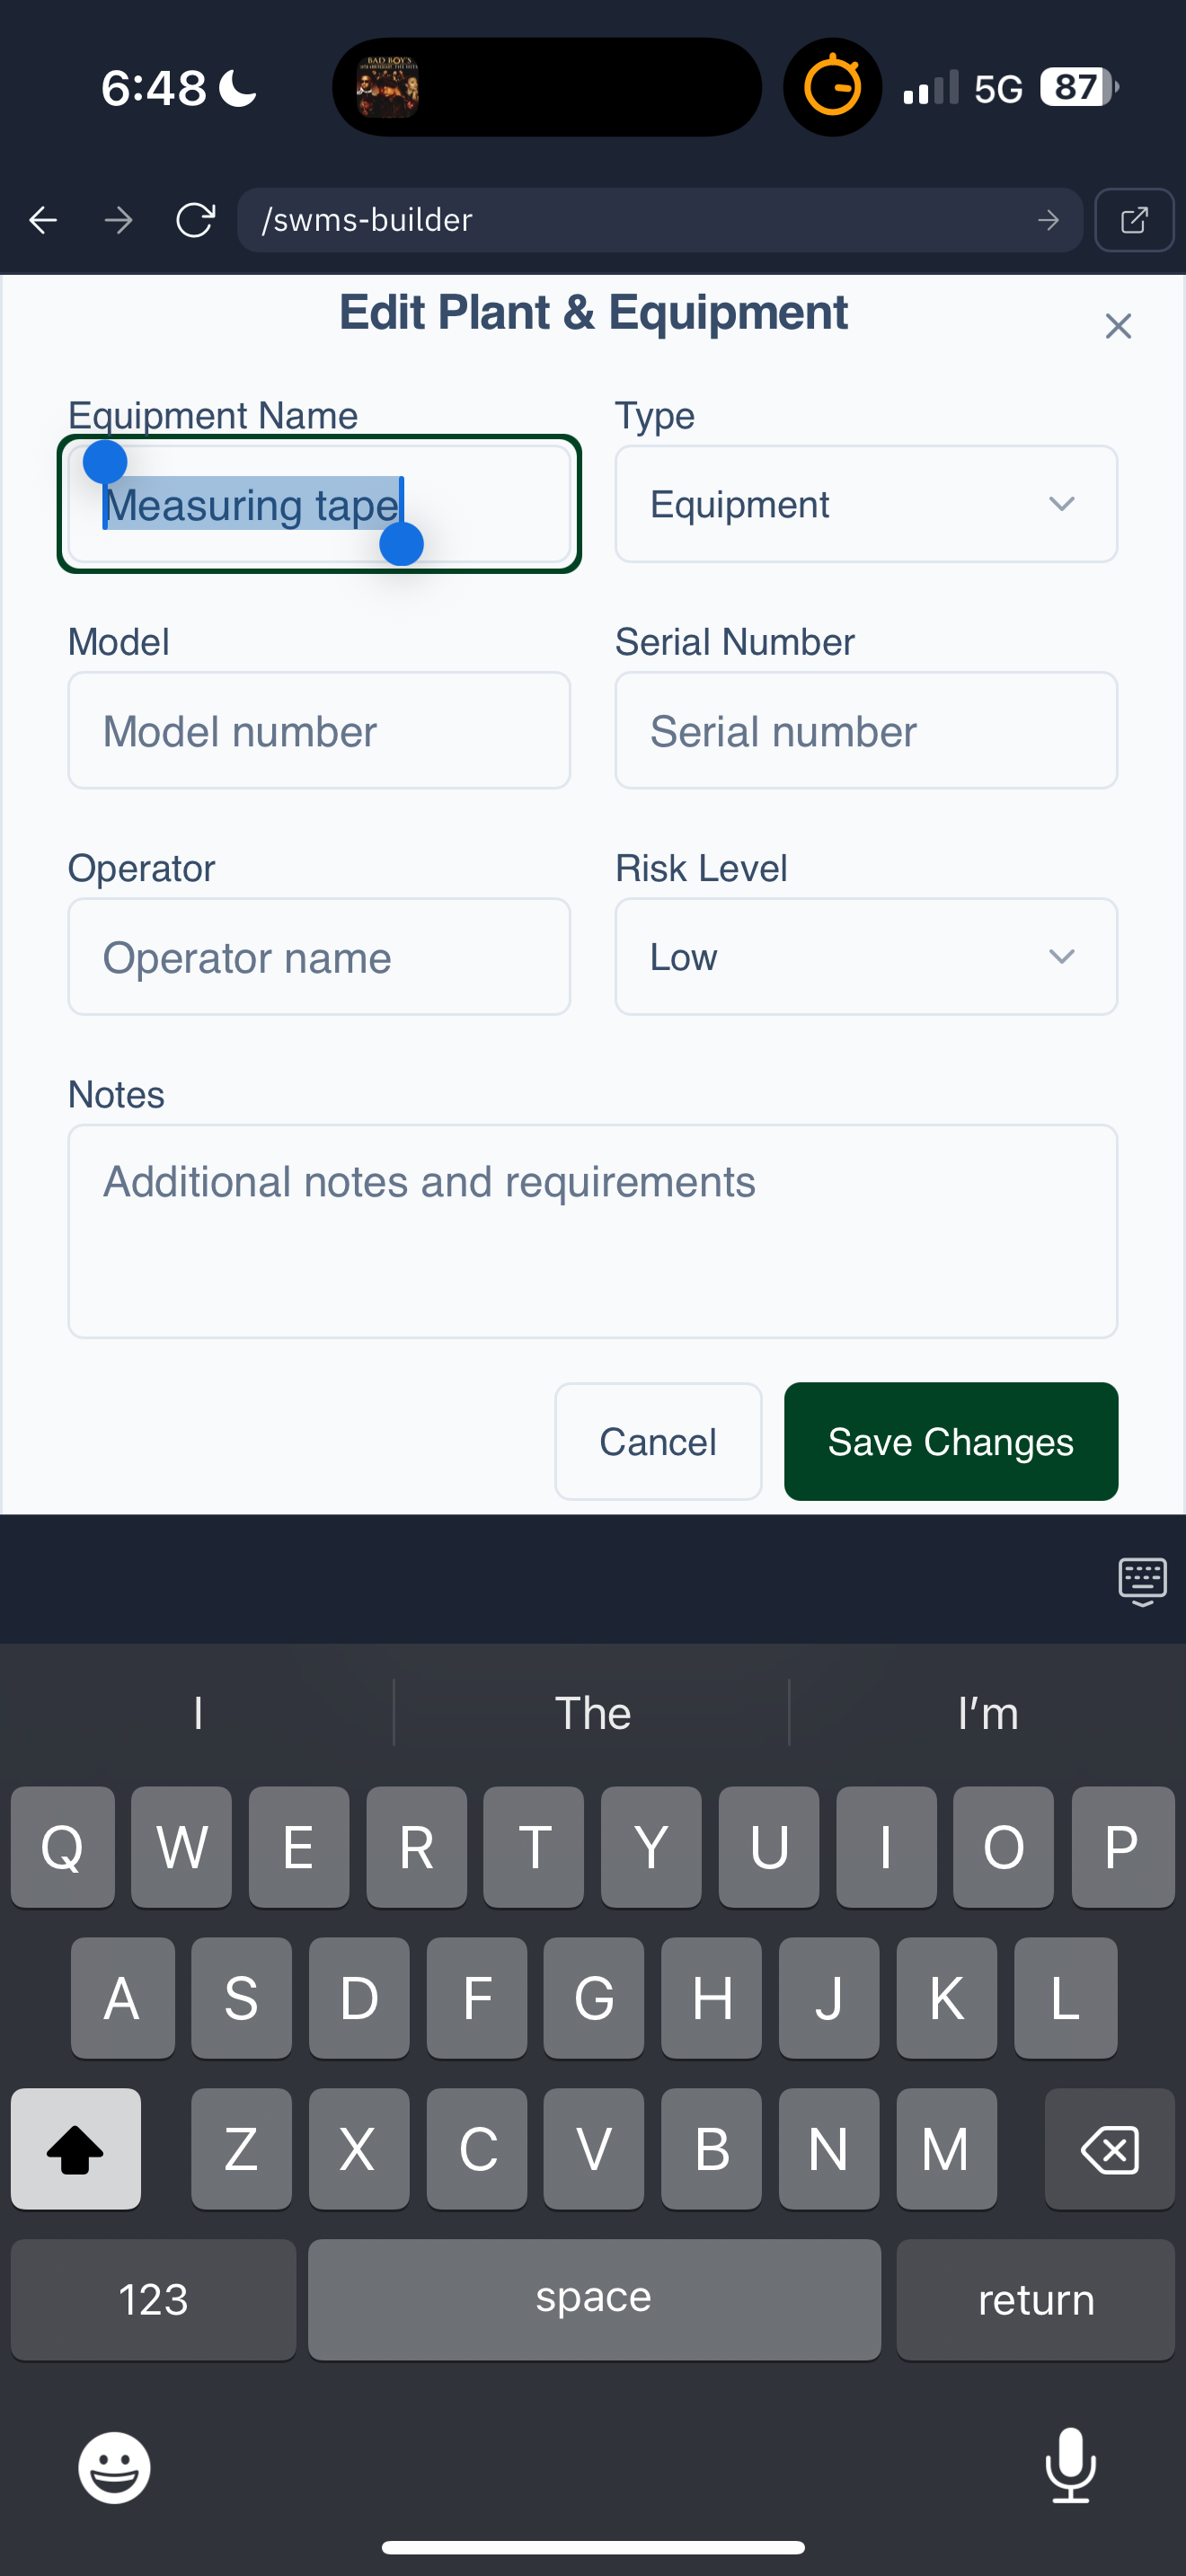 6:48
BAD BOY'S
5G
87
/swms-builder
Edit Plant & Equipment
Equipment Name
Type
Measuring tape
Equipment
Model
Serial Number
Model number
Serial number
Operator
Risk Level
Operator name
Low
Notes
Additional notes and requirements
Cancel
Save Changes
I
The
I’m
Q W E R T Y U I O P
A S D F G H J K L
Z X C V B N M
123
space
return